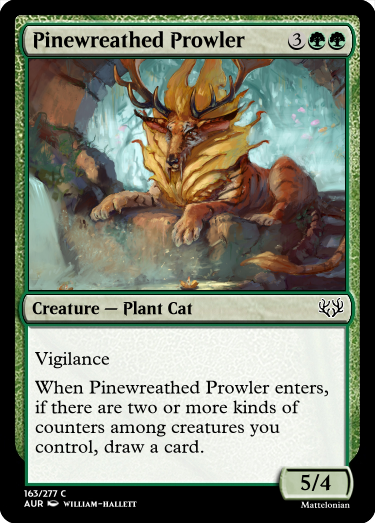 Pinewreathed Prowler 3
Creature — Plant Cat
Vigilance
When Pinewreathed Prowler enters,
if there are two or more kinds of
counters among creatures you
control, draw a card.
5/4
163/277 C
AUR WILLIAM-HALLETT
Mattelonian